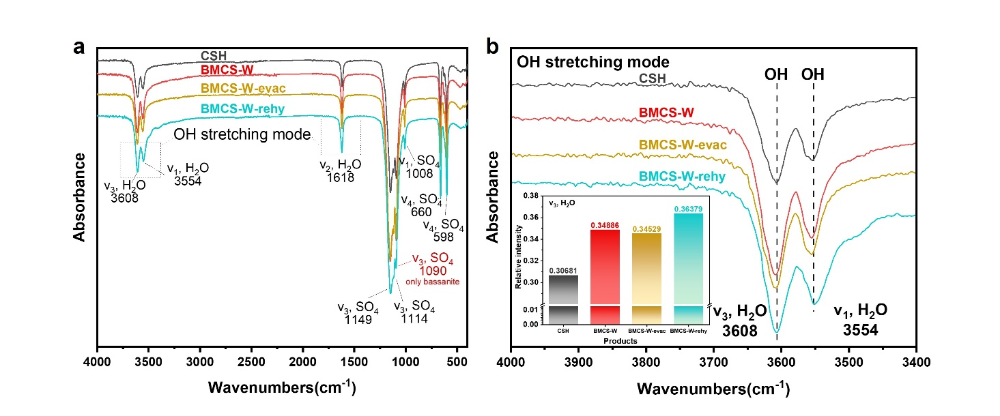 a
CSH
BMCS-W
BMCS-W-evac
BMCS-W-rehy
OH stretching mode
v3, H2O
3608
v1, H2O
3554
v2, H2O
1618
v1, SO4
1008
v4, SO4
660
v4, SO4
598
v3, SO4
1090
only bassanite
v3, SO4
1149
v3, SO4
1114
Absorbance
4000 3500 3000 2500 2000 1500 1000 500
Wavenumbers(cm-1)
b
OH stretching mode
OH OH
CSH
BMCS-W
BMCS-W-evac
BMCS-W-rehy
v3, H2O
0.38
0.36
0.34
0.32
0.30
0.01
0.00
Relative intensity
0.30681
0.34886
0.34529
0.36379
CSH BMCS-W BMCS-W-evac BMCS-W-rehy
Products
v3, H2O
3608
v1, H2O
3554
Absorbance
4000 3900 3800 3700 3600 3500 3400
Wavenumbers(cm-1)